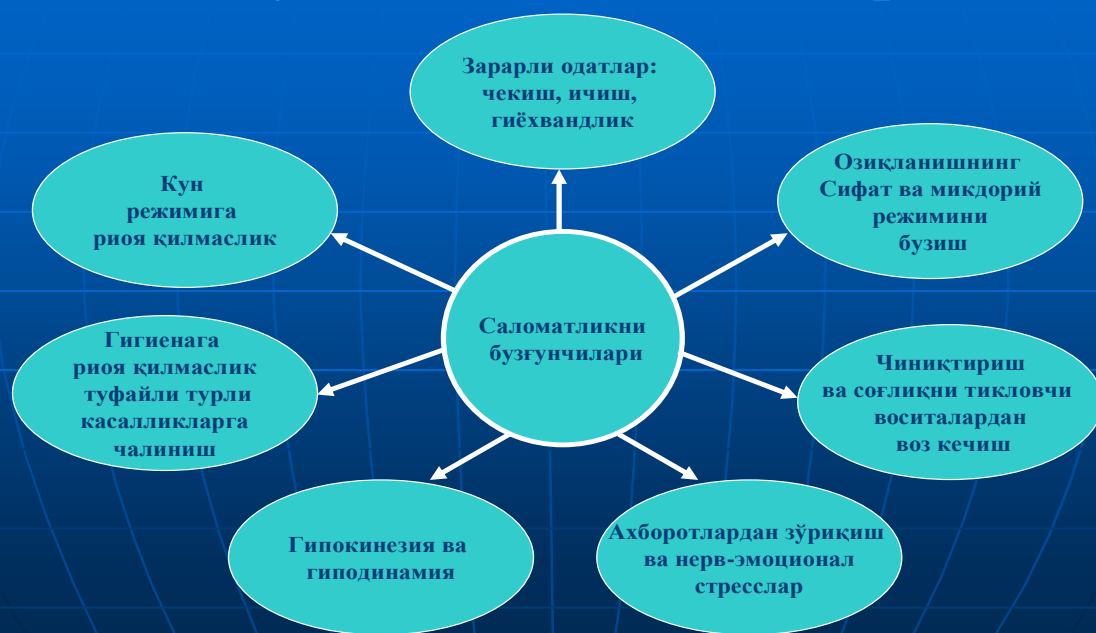 Зарарли одатлар:
чекиш, ичиш,
гиёҳвандлик
Озиқланишнинг
Сифат ва микдорий
режимини
бузиш
Кун
режимига
риоя қилмаслик
Саломатликни
бузғунчилари
Гигиенага
риоя қилмаслик
туфайли турли
касалликларга
чалиниш
Чиниқтириш
ва соғлиқни тикловчи
воситалардан
воз кечиш
Гипокинезия ва
гиподинамия
Ахборотлардан зўриқиш
ва нерв-эмоционал
стресслар